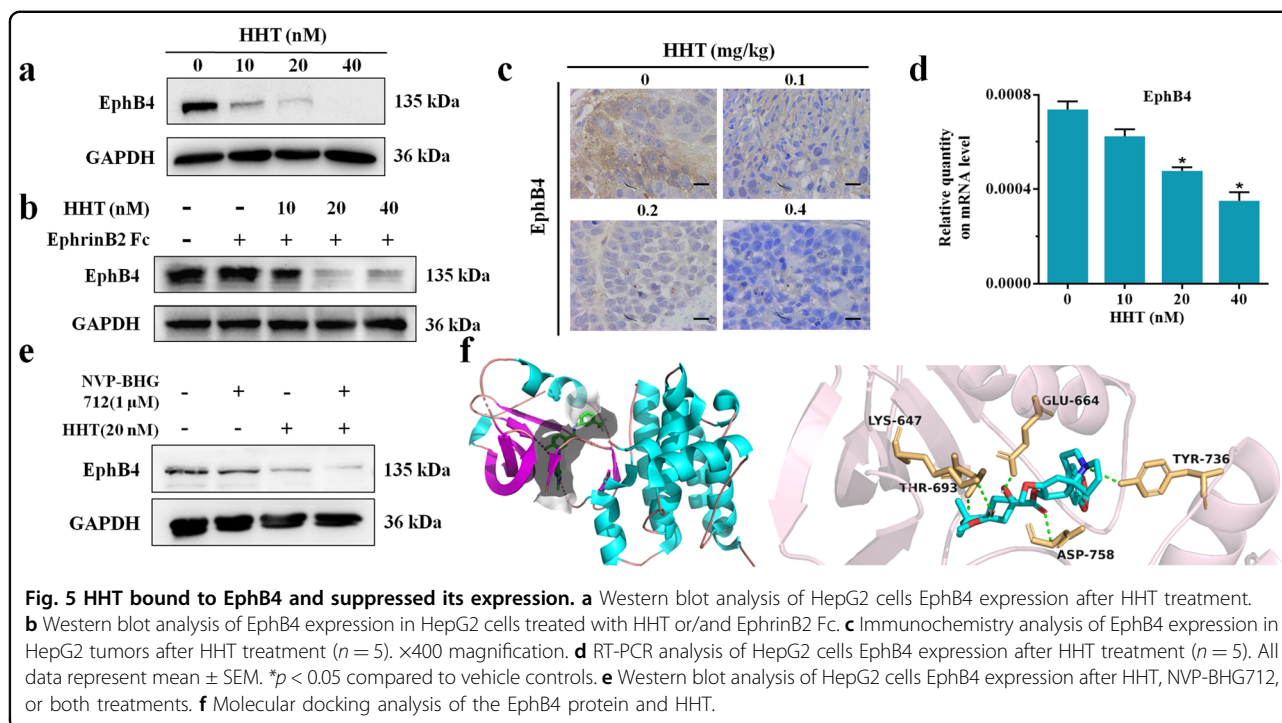 a
HHT (nM)
0 10 20 40
EphB4
135 kDa
GAPDH
36 kDa
b
HHT (nM) - - 10 20 40
EphrinB2 Fc - + + + +
EphB4
135 kDa
GAPDH
36 kDa
c
HHT (mg/kg)
0 0.1
0.2 0.4
EphB4
d
EphB4
Relative quantity
on mRNA level
0.0008
0.0004
0.0000
* *
0 10 20 40
HHT (nM)
e
NVP-BHG
712(1 μM) - + - +
HHT(20 nM) - - + +
EphB4
135 kDa
GAPDH
36 kDa
f
GLU-664
LYS-647
TYR-736
THR-693
ASP-758
Fig. 5 HHT bound to EphB4 and suppressed its expression. a Western blot analysis of HepG2 cells EphB4 expression after HHT treatment.
b Western blot analysis of EphB4 expression in HepG2 cells treated with HHT or/and EphrinB2 Fc. c Immunochemistry analysis of EphB4 expression in
HepG2 tumors after HHT treatment (n = 5). ×400 magnification. d RT-PCR analysis of HepG2 cells EphB4 expression after HHT treatment (n = 5). All
data represent mean ± SEM. *p < 0.05 compared to vehicle controls. e Western blot analysis of HepG2 cells EphB4 expression after HHT, NVP-BHG712,
or both treatments. f Molecular docking analysis of the EphB4 protein and HHT.